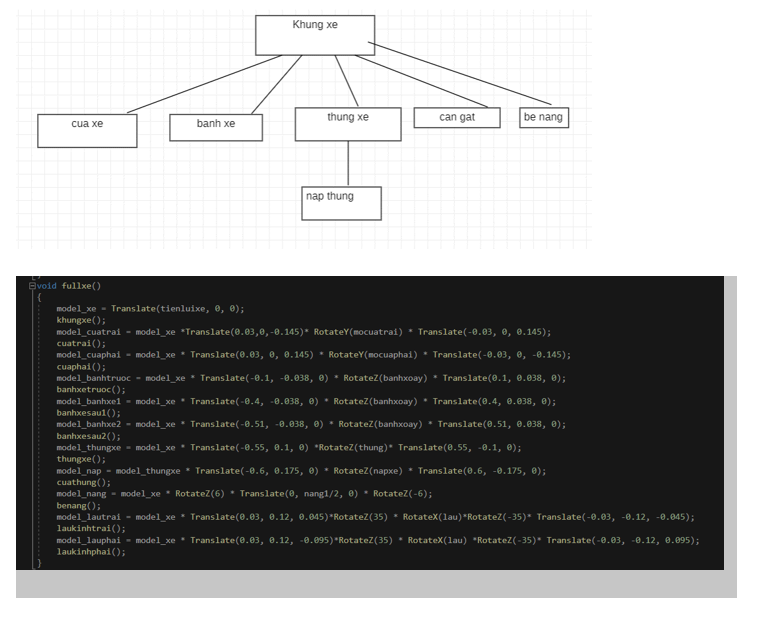 Khung xe
cua xe
banh xe
thung xe
can gat
be nang
nap thung
void fullxe()
{
model_xe = Translate(tienluixe, 0, 0);
khungxe();
model_cuatrai = model_xe *Translate(0.03,0,-0.145)* RotateY(mocuatrai) * Translate(-0.03, 0, 0.145);
cuatrai();
model_cuaphai = model_xe * Translate(0.03, 0, 0.145) * RotateY(mocuaphai) * Translate(-0.03, 0, -0.145);
cuaphai();
model_banhtruoc = model_xe * Translate(-0.1, -0.038, 0) * RotateZ(banhxoay) * Translate(0.1, 0.038, 0);
banhxetruoc();
model_banhxe1 = model_xe * Translate(-0.4, -0.038, 0) * RotateZ(banhxoay) * Translate(0.4, 0.038, 0);
banhxesau1();
model_banhxe2 = model_xe * Translate(-0.51, -0.038, 0) * RotateZ(banhxoay) * Translate(0.51, 0.038, 0);
banhxesau2();
model_thungxe = model_xe * Translate(-0.55, 0.1, 0) *RotateZ(thung)* Translate(0.55, -0.1, 0);
thungxe();
model_nap = model_thungxe * Translate(-0.6, 0.175, 0) * RotateZ(napxe) * Translate(0.6, -0.175, 0);
cuathung();
model_nang = model_xe * RotateZ(6) * Translate(0, nang1/2, 0) * RotateZ(-6);
benang();
model_lautrai = model_xe * Translate(0.03, 0.12, 0.045)*RotateZ(35) * RotateX(lau)*RotateZ(-35)* Translate(-0.03, -0.12, -0.045);
laukinhtrai();
model_lauphai = model_xe * Translate(0.03, 0.12, -0.095)*RotateZ(35) * RotateX(lau) *RotateZ(-35)* Translate(-0.03, -0.12, 0.095);
laukinhphai();
}